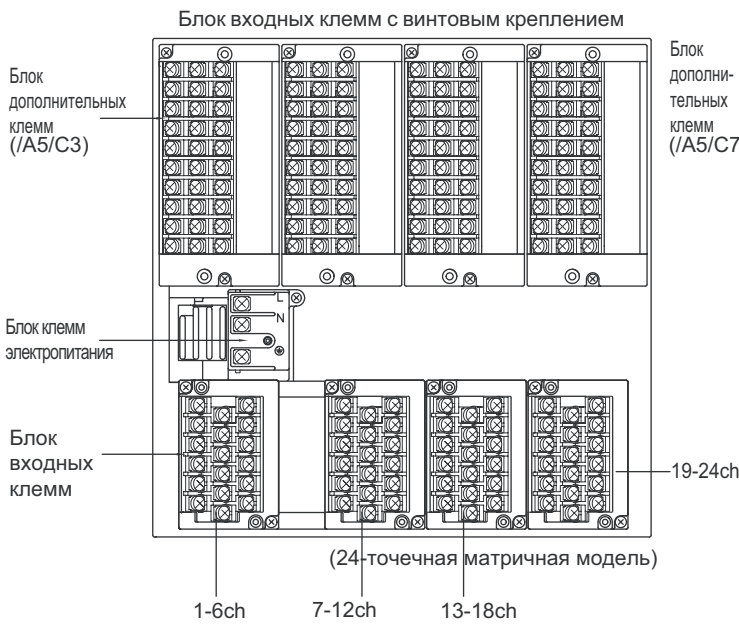 Блок входных клемм с винтовым креплением
Блок
дополнительных
клемм
(/A5/C3)
Блок
дополни-
тельных
клемм
(/A5/C7
L
N
Блок клемм
электропитания
Блок
входных
клемм
19-24ch
(24-точечная матричная модель)
1-6ch
7-12ch
13-18ch